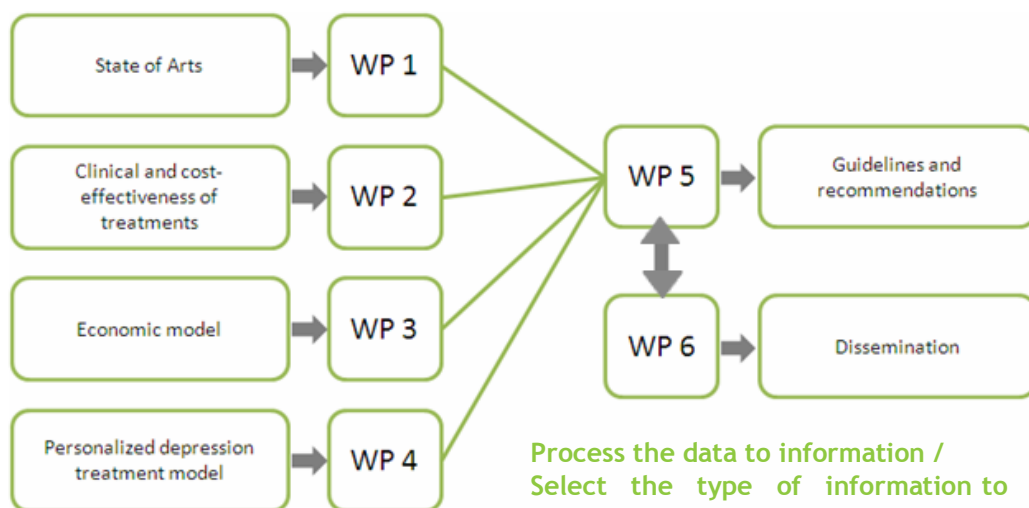 State of Arts
WP 1
Clinical and cost-
effectiveness of
treatments
WP 2
Economic model
WP 3
Personalized depression
treatment model
WP 4
WP 5
Guidelines and
recommendations
WP 6
Dissemination
Process the data to information /
Select the type of information to